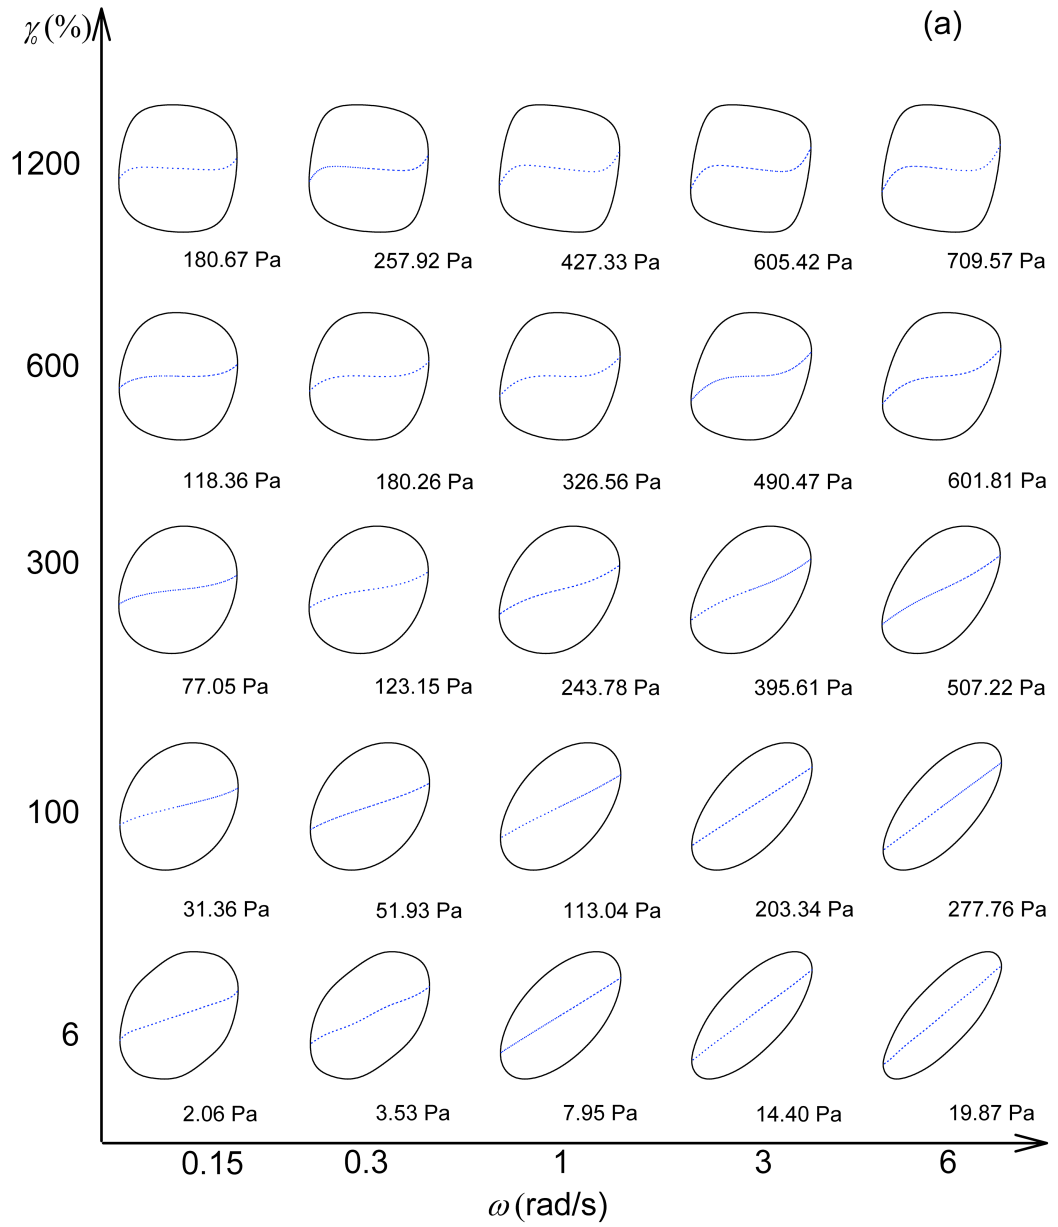 γ₀(%)
(a)
1200
180.67 Pa 257.92 Pa 427.33 Pa 605.42 Pa 709.57 Pa
600
118.36 Pa 180.26 Pa 326.56 Pa 490.47 Pa 601.81 Pa
300
77.05 Pa 123.15 Pa 243.78 Pa 395.61 Pa 507.22 Pa
100
31.36 Pa 51.93 Pa 113.04 Pa 203.34 Pa 277.76 Pa
6
2.06 Pa 3.53 Pa 7.95 Pa 14.40 Pa 19.87 Pa
0.15 0.3 1 3 6
ω (rad/s)